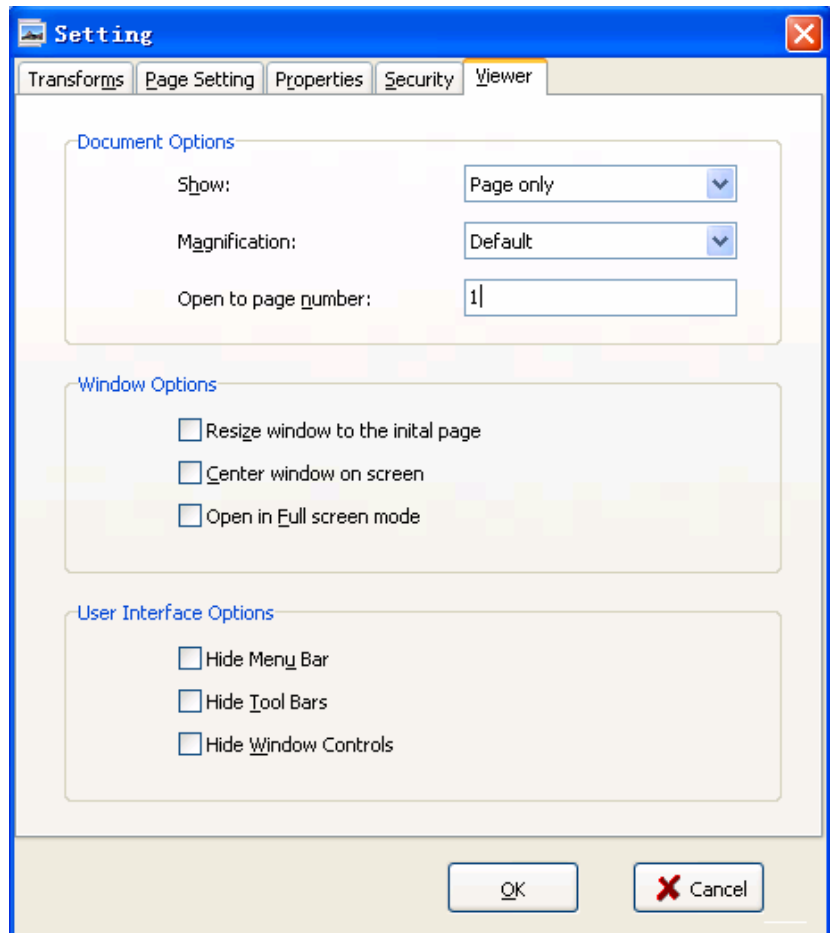 Setting
Transforms Page Setting Properties Security Viewer
Document Options
Show: Page only
Magnification: Default
Open to page number: 1
Window Options
Resize window to the inital page
Center window on screen
Open in Full screen mode
User Interface Options
Hide Menu Bar
Hide Tool Bars
Hide Window Controls
OK Cancel